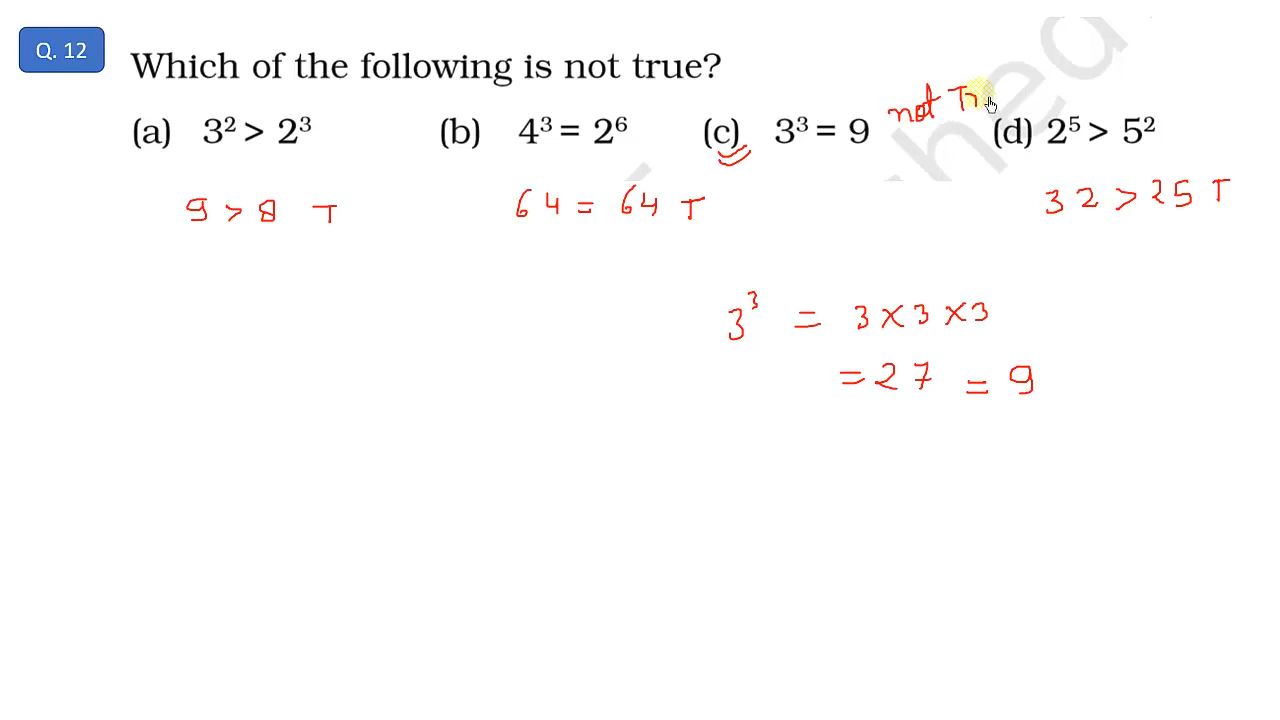 Q. 12
Which of the following is not true?
not Tr
(a) 3² > 2³ (b) 4³ = 2⁶ (c) 3³ = 9 (d) 2⁵ > 5²
9 > 8 T 64 = 64 T 32 > 25 T
3³ = 3 × 3 × 3
= 27 = 9